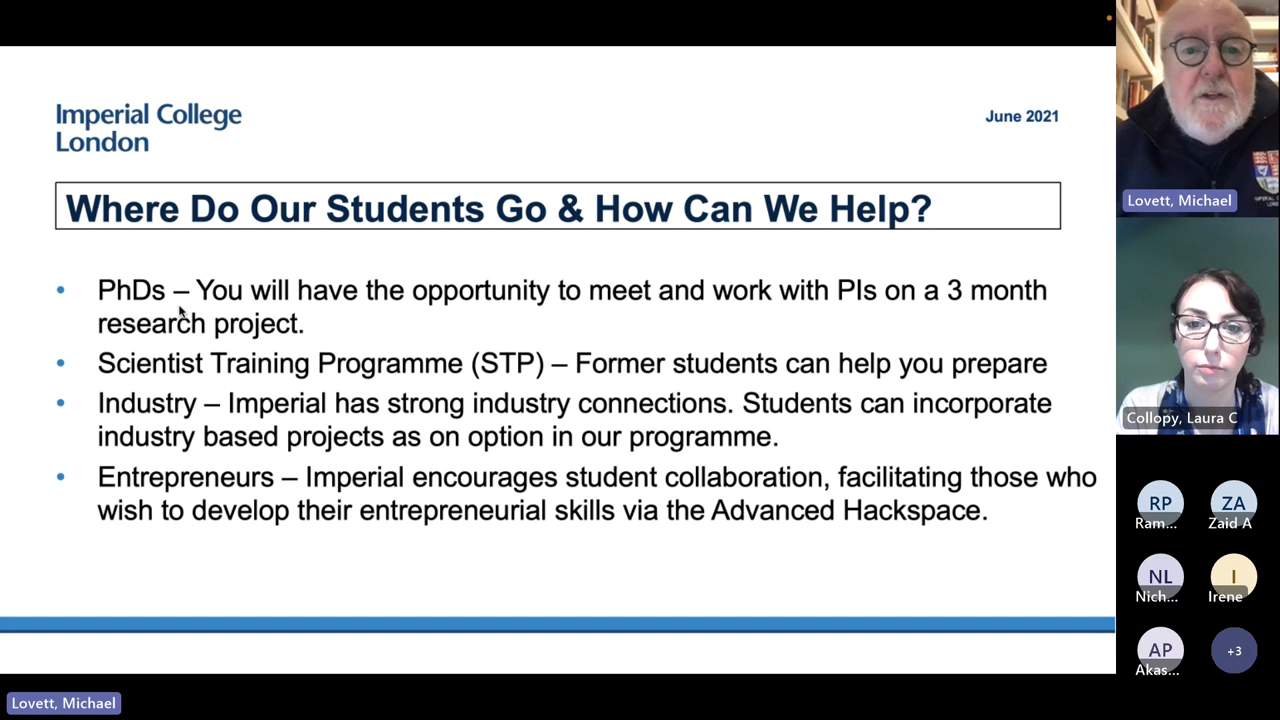 Imperial College
London
June 2021
Where Do Our Students Go & How Can We Help?
• PhDs – You will have the opportunity to meet and work with PIs on a 3 month
research project.
• Scientist Training Programme (STP) – Former students can help you prepare
• Industry – Imperial has strong industry connections. Students can incorporate
industry based projects as on option in our programme.
• Entrepreneurs – Imperial encourages student collaboration, facilitating those who
wish to develop their entrepreneurial skills via the Advanced Hackspace.
Lovett, Michael
Lovett, Michael
Collopy, Laura C
RP ZA
Ram... Zaid A
NL I
Nich... Irene
AP +3
Akas...